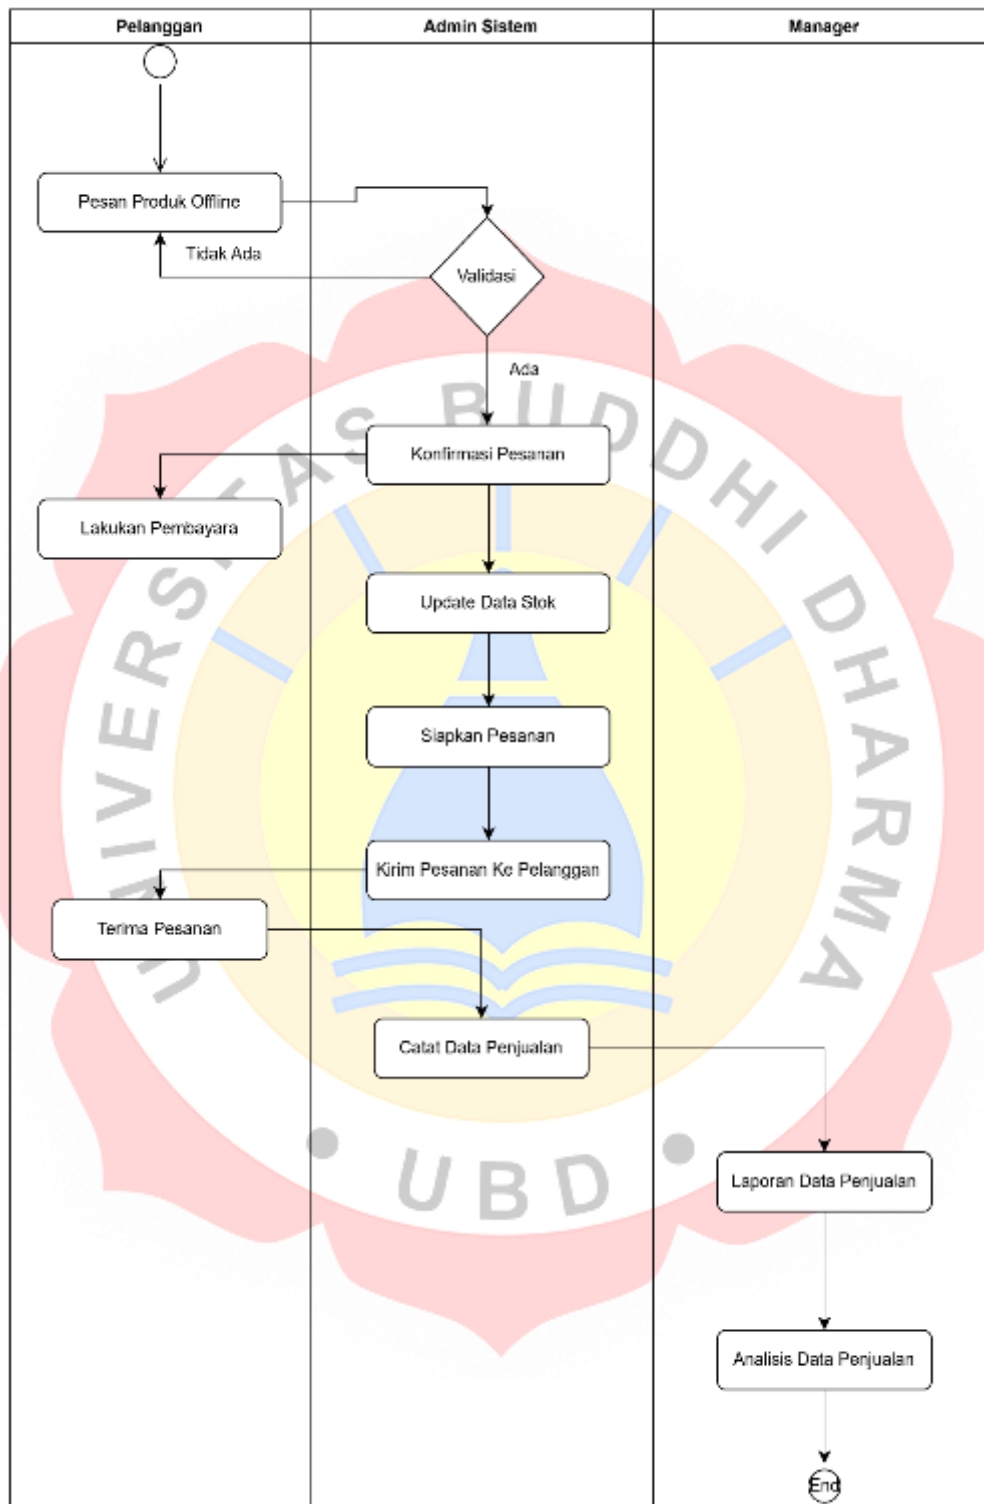 Pelanggan
Admin Sistem
Manager
Pesan Produk Offline
Tidak Ada
Validasi
Ada
Konfirmasi Pesanan
Lakukan Pembayara
Update Data Stok
Siapkan Pesanan
Kirim Pesanan Ke Pelanggan
Terima Pesanan
Catat Data Penjualan
Laporan Data Penjualan
Analisis Data Penjualan
End
UNIVERSITAS BUDDHI DHARMA
• UBD •